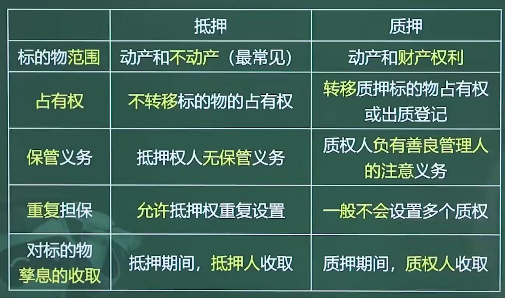 抵押 质押
标的物范围 动产和不动产（最常见） 动产和财产权利
占有权 不转移标的物的占有权 转移质押标的物占有权
或出质登记
保管义务 抵押权人无保管义务 质权人负有善良管理人
的注意义务
重复担保 允许抵押权重复设置 一般不会设置多个质权
对标的物
孳息的收取 抵押期间，抵押人收取 质押期间，质权人收取